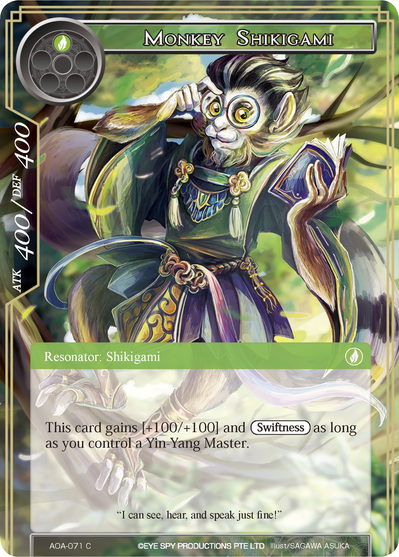 Monkey Shikigami
ATK 400 / DEF 400
Resonator: Shikigami
This card gains [+100/+100] and Swiftness as long
as you control a Yin-Yang Master.
“I can see, hear, and speak just fine!”
AOA-071 C ©EYE SPY PRODUCTIONS PTE LTD Illust/SAGAWA ASUKA